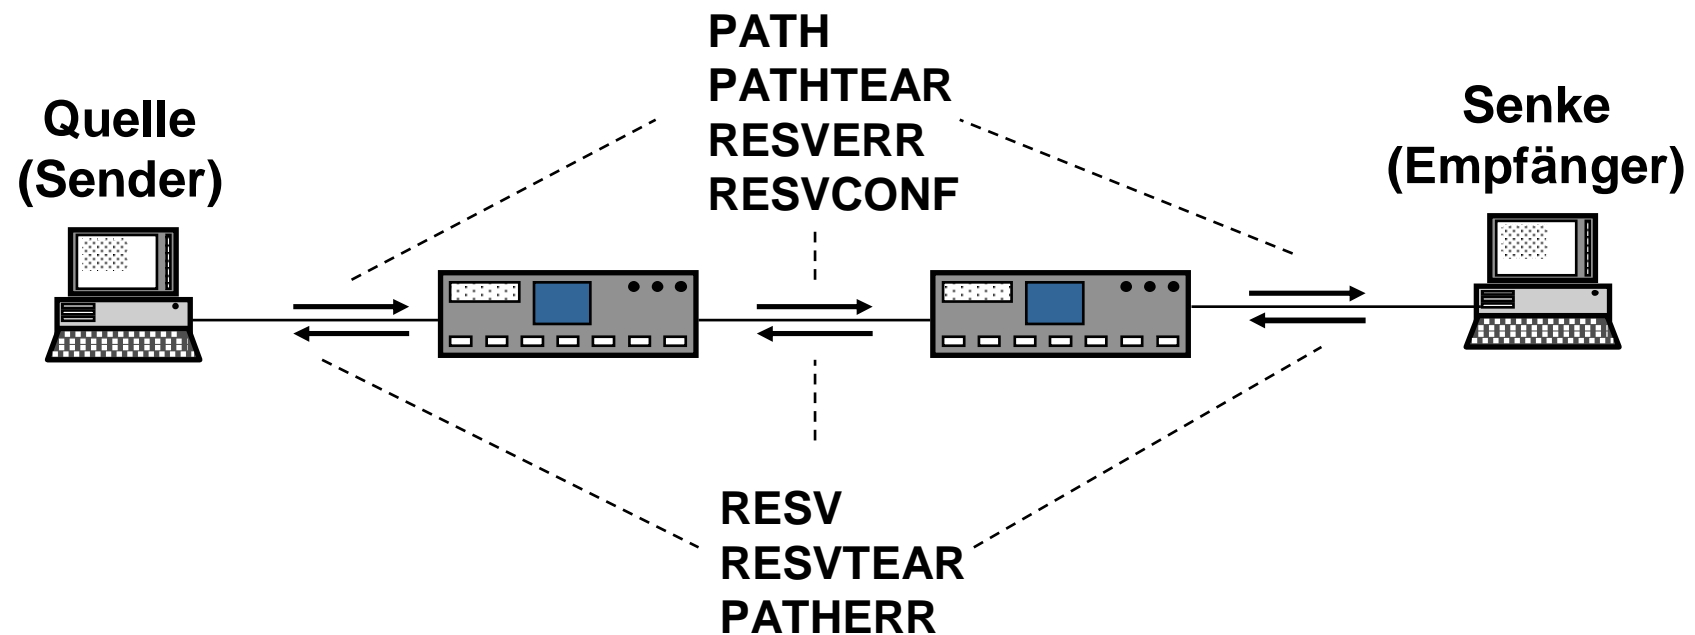 PATH
PATHTEAR
RESVERR
RESVCONF
Quelle
(Sender)
Senke
(Empfänger)
RESV
RESVTEAR
PATHERR